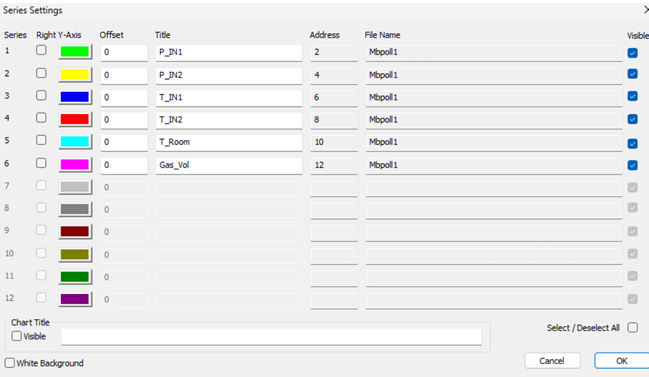 Series Settings
Series Right Y-Axis Offset Title Address File Name Visible
1 0 P_IN1 2 Mbpoll1
2 0 P_IN2 4 Mbpoll1
3 0 T_IN1 6 Mbpoll1
4 0 T_IN2 8 Mbpoll1
5 0 T_Room 10 Mbpoll1
6 0 Gas_Vol 12 Mbpoll1
7 0
8 0
9 0
10 0
11 0
12 0
Chart Title
Visible
Select / Deselect All
White Background
Cancel OK